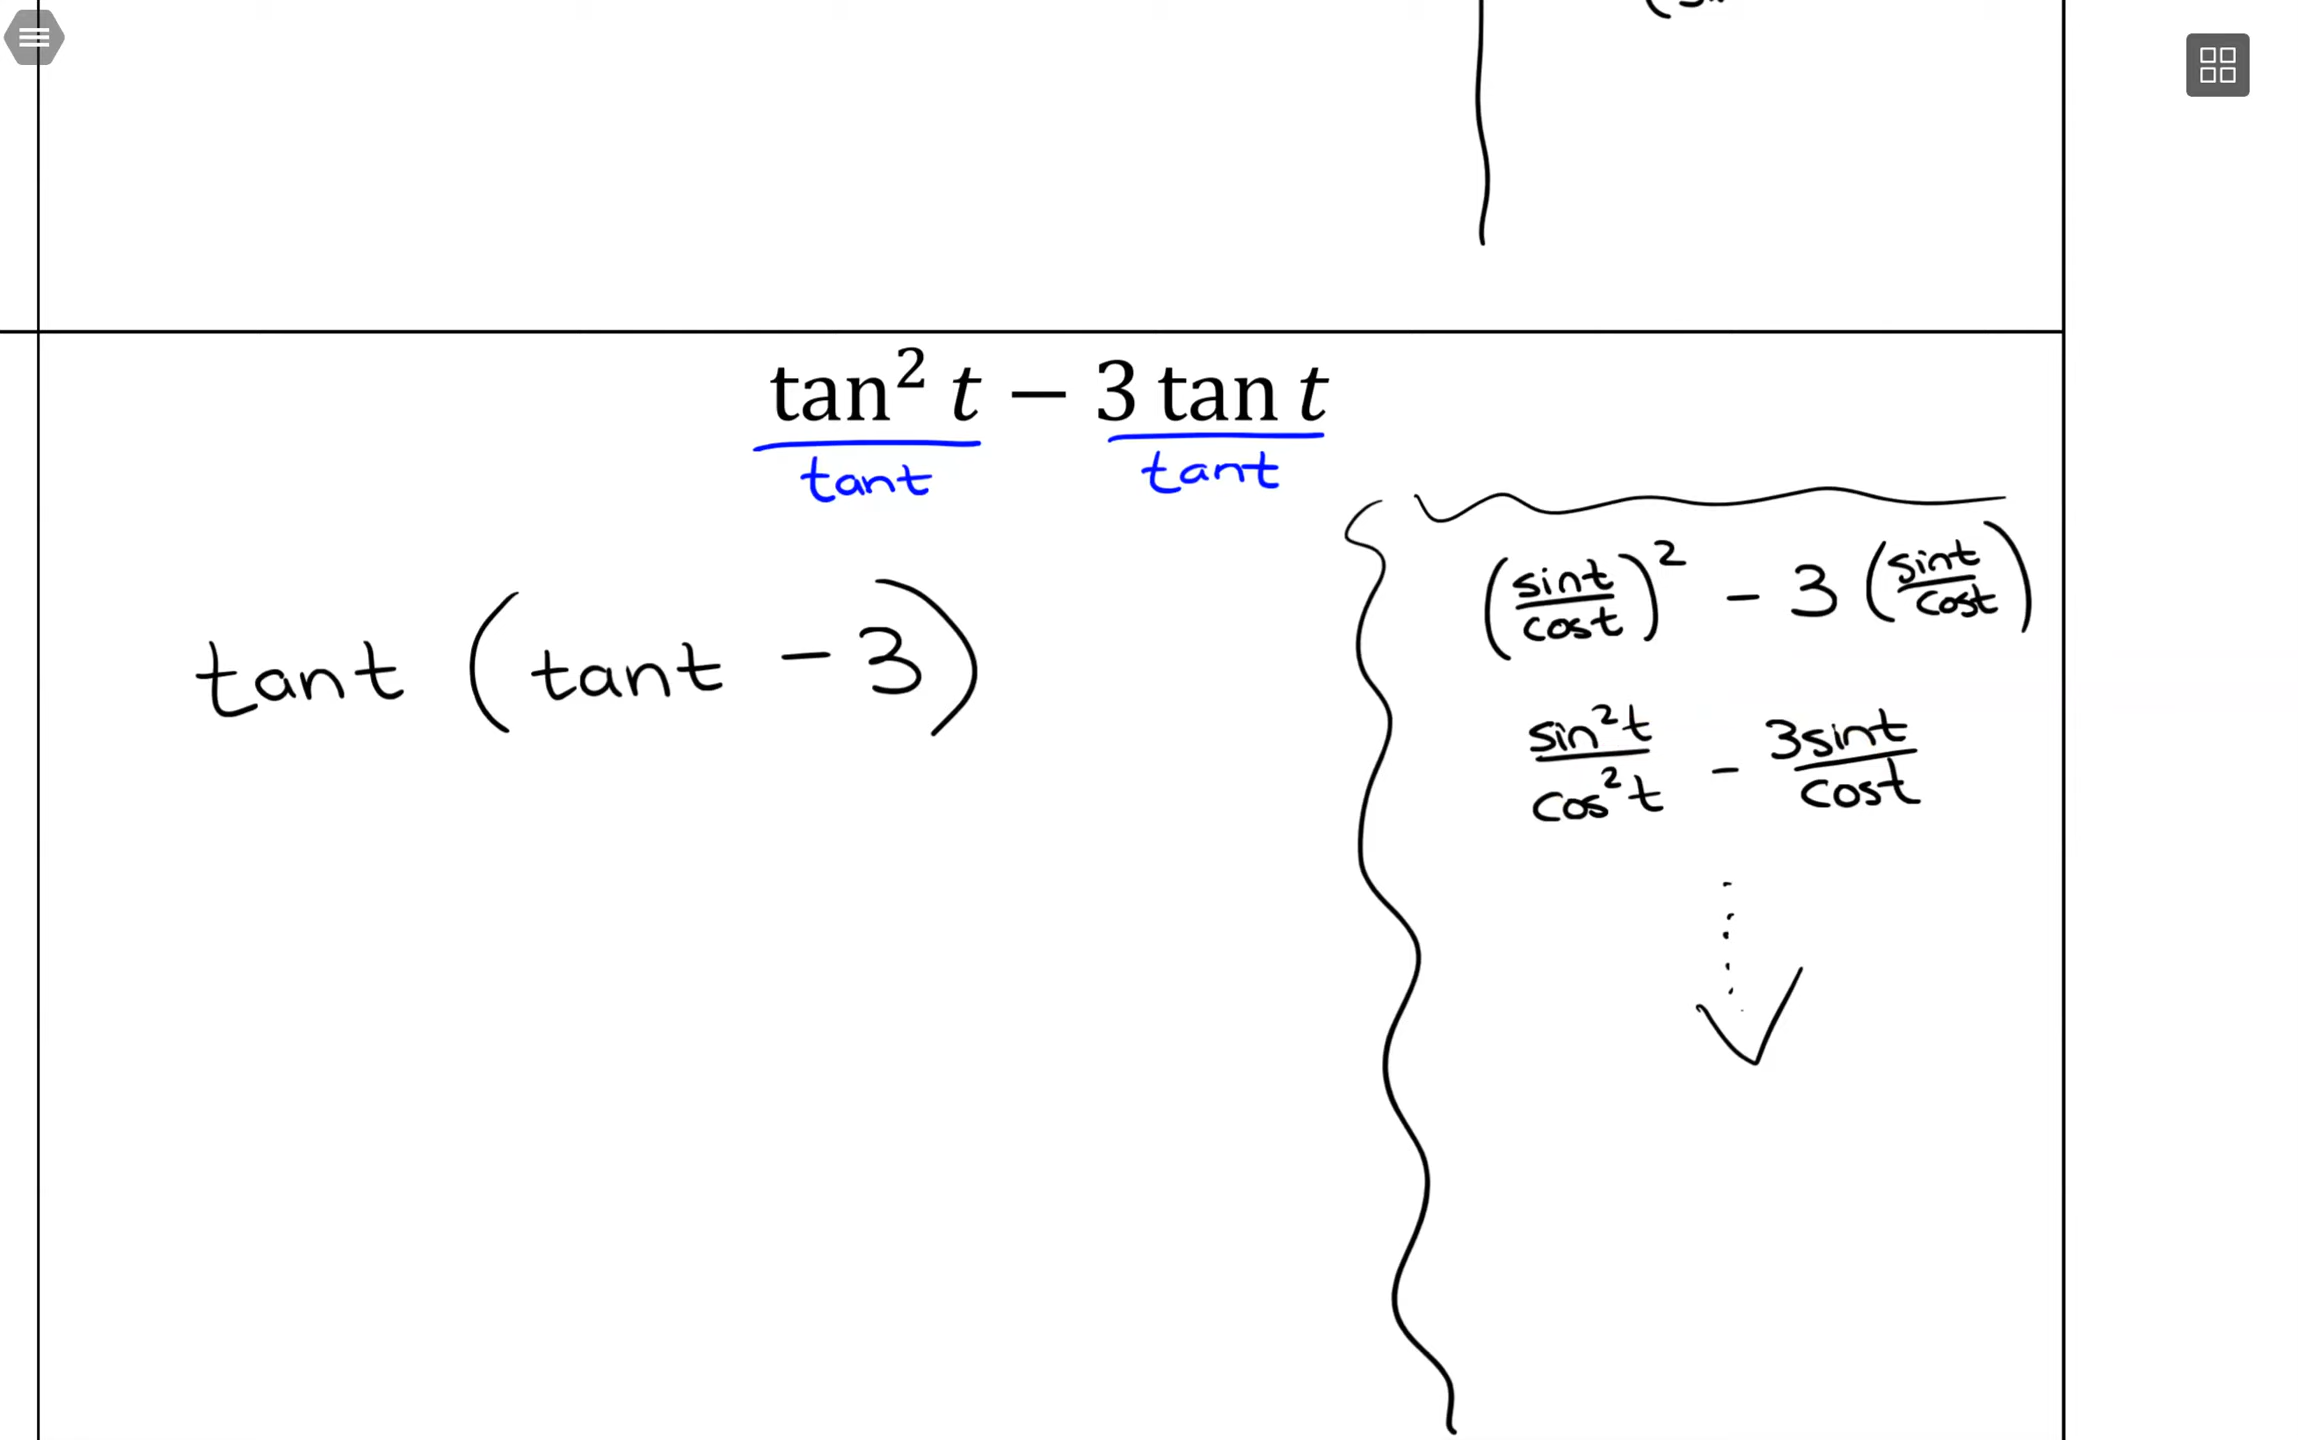 tan² t − 3 tan t
tant tant
tant (tant - 3)
(sint/cost)² - 3 (sint/cost)
sin²t/cos²t - 3sint/cost